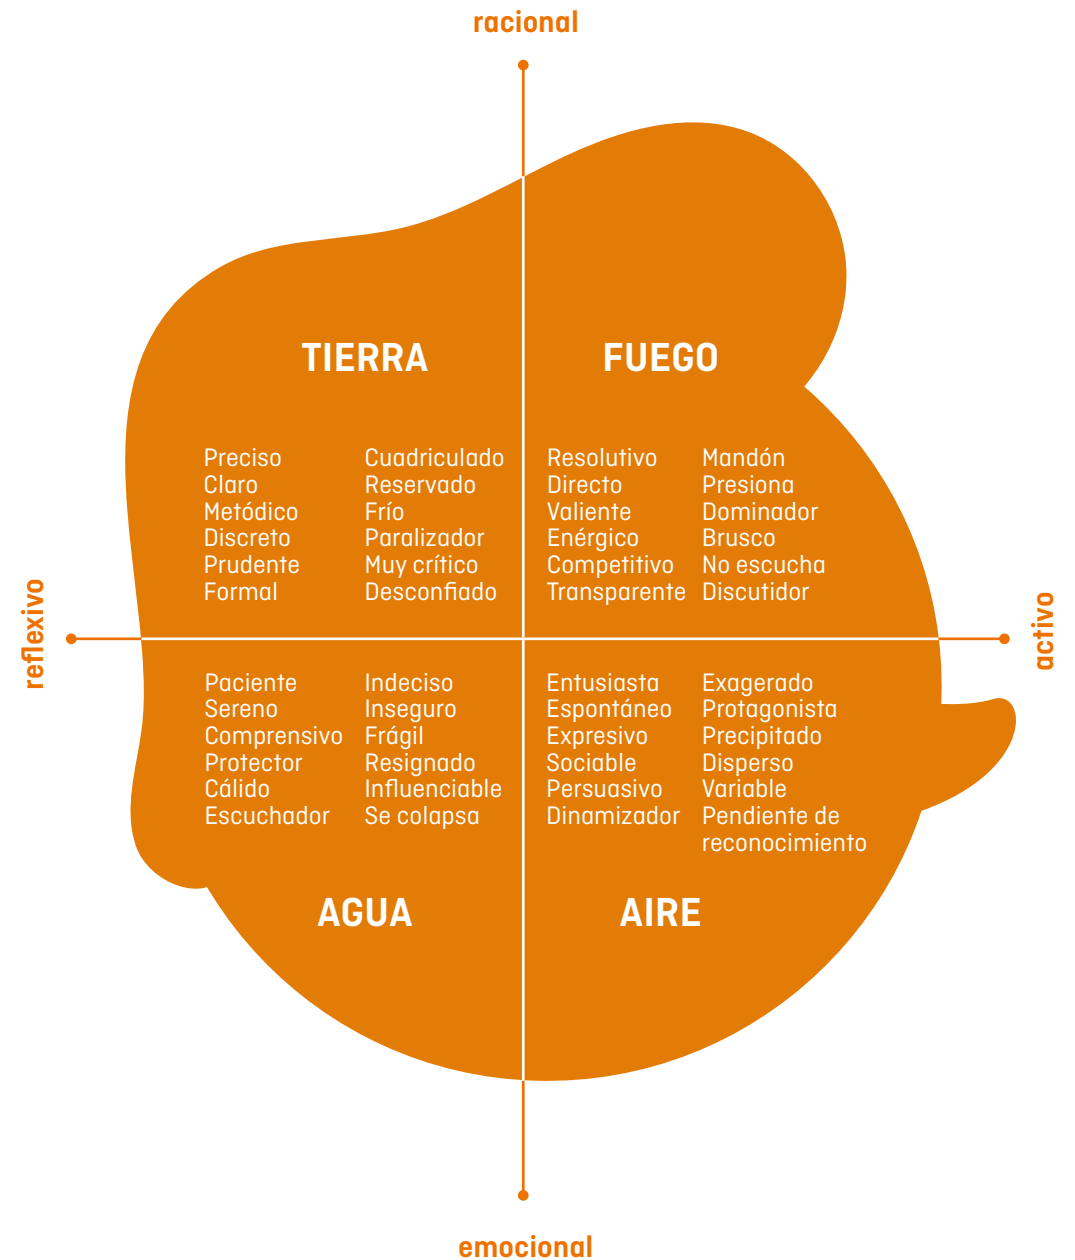 racional
TIERRA
Preciso
Claro
Metódico
Discreto
Prudente
Formal
Cuadriculado
Reservado
Frío
Paralizador
Muy crítico
Desconfiado
FUEGO
Resolutivo
Directo
Valiente
Enérgico
Competitivo
Transparente
Mandón
Presiona
Dominador
Brusco
No escucha
Discutidor
reflexivo
activo
Paciente
Sereno
Comprensivo
Protector
Cálido
Escuchador
Indeciso
Inseguro
Frágil
Resignado
Influenciable
Se colapsa
AGUA
Entusiasta
Espontáneo
Expresivo
Sociable
Persuasivo
Dinamizador
Exagerado
Protagonista
Precipitado
Disperso
Variable
Pendiente de
reconocimiento
AIRE
emocional